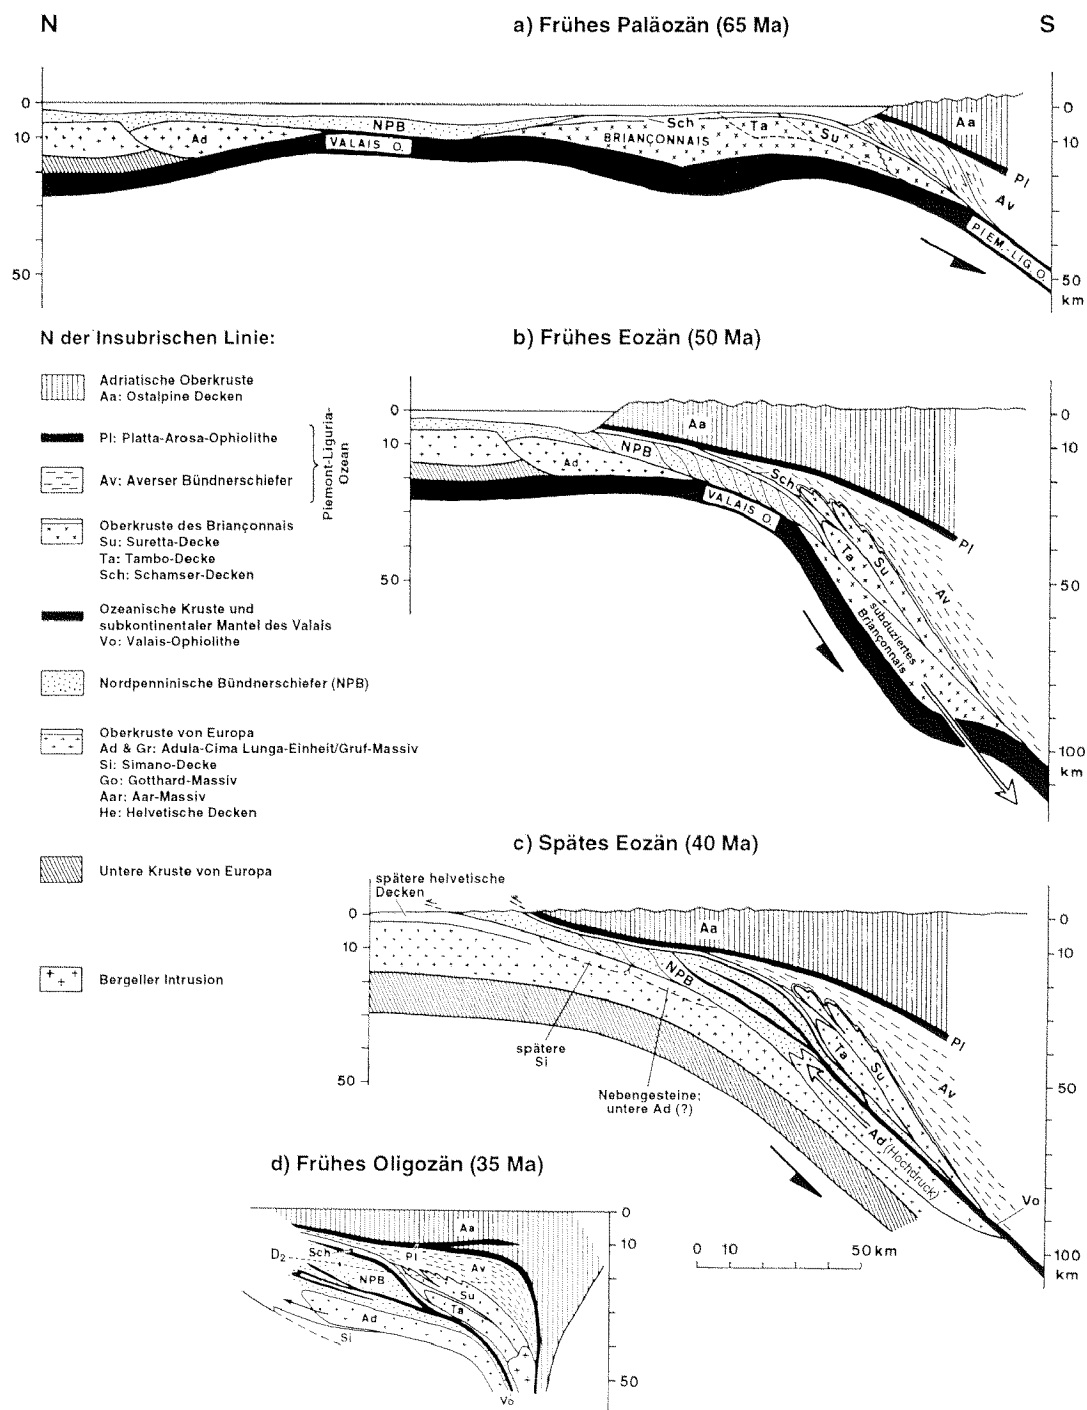 N
a) Frühes Paläozän (65 Ma)
S
0
10
50
0
10
50
km
NPB
Ad
VALAIS O.
Sch
Ta
Su
BRIANÇONNAIS
Aa
Pl
Av
PIEM.-LIG. O.
N der Insubrischen Linie:
Adriatische Oberkruste
Aa: Ostalpine Decken
Pl: Platta-Arosa-Ophiolithe
Av: Averser Bündnerschiefer
Piemont-Liguria-
Ozean
Oberkruste des Briançonnais
Su: Suretta-Decke
Ta: Tambo-Decke
Sch: Schamser-Decken
Ozeanische Kruste und
subkontinentaler Mantel des Valais
Vo: Valais-Ophiolithe
Nordpenninische Bündnerschiefer (NPB)
Oberkruste von Europa
Ad & Gr: Adula-Cima Lunga-Einheit/Gruf-Massiv
Si: Simano-Decke
Go: Gotthard-Massiv
Aar: Aar-Massiv
He: Helvetische Decken
Untere Kruste von Europa
Bergeller Intrusion
b) Frühes Eozän (50 Ma)
0
10
50
0
10
50
100
km
Aa
NPB
Ad
Sch
VALAIS O.
Ta
Su
Pl
Av
subduziertes
Briançonnais
c) Spätes Eozän (40 Ma)
spätere helvetische
Decken
0
10
50
0
10
50
100
km
Aa
NPB
Ta
Su
Pl
Av
spätere
Si
Nebengesteine:
untere Ad (?)
Ad (Hochdruck)
Vo
0 10 50 km
d) Frühes Oligozän (35 Ma)
0
10
50
Aa
Sch
Pl
D2
Av
NPB
Su
Ta
Ad
Si
Vo